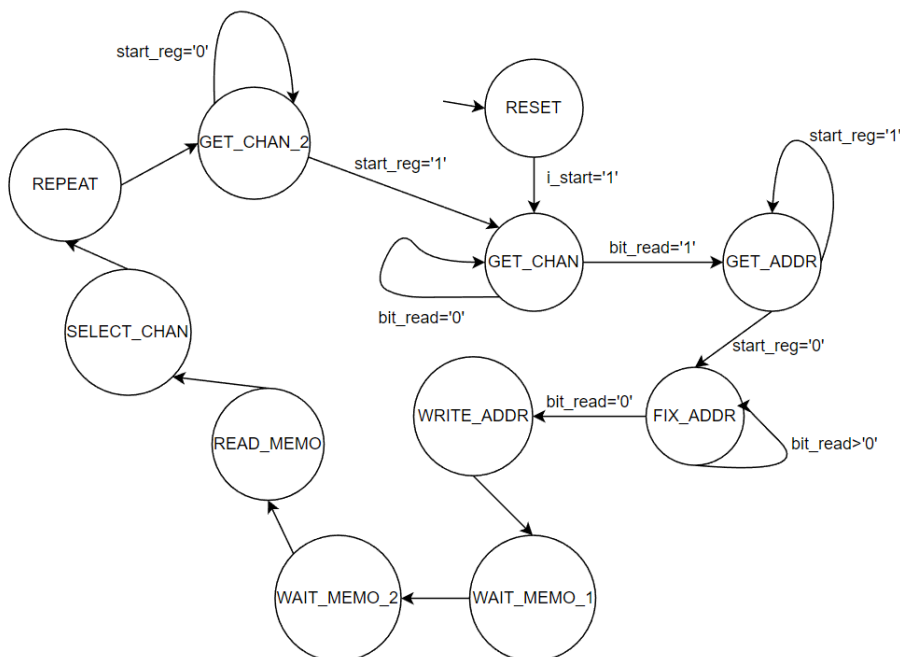 start_reg='0'
RESET
GET_CHAN_2
start_reg='1'
start_reg='1'
REPEAT
i_start='1'
GET_CHAN
bit_read='1'
GET_ADDR
bit_read='0'
SELECT_CHAN
start_reg='0'
WRITE_ADDR
bit_read='0'
FIX_ADDR
READ_MEMO
bit_read>'0'
WAIT_MEMO_2
WAIT_MEMO_1